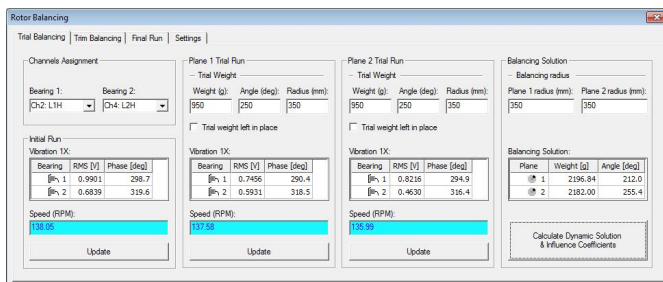 Rotor Balancing
Trial Balancing Trim Balancing Final Run Settings
Channels Assignment
Bearing 1: Bearing 2:
Ch2: L1H Ch4: L2H
Initial Run
Vibration 1X:
Bearing RMS [V] Phase [deg]
1 0.9901 298.7
2 0.6839 319.6
Speed (RPM):
138.05
Update
Plane 1 Trial Run
Trial Weight
Weight (g): Angle (deg): Radius (mm):
950 250 350
Trial weight left in place
Vibration 1X:
Bearing RMS [V] Phase [deg]
1 0.7456 290.4
2 0.5931 318.5
Speed (RPM):
137.58
Update
Plane 2 Trial Run
Trial Weight
Weight (g): Angle (deg): Radius (mm):
950 250 350
Trial weight left in place
Vibration 1X:
Bearing RMS [V] Phase [deg]
1 0.8216 294.9
2 0.4630 316.4
Speed (RPM):
135.99
Update
Balancing Solution
Balancing radius
Plane 1 radius (mm): Plane 2 radius (mm):
350 350
Balancing Solution:
Plane Weight [g] Angle [deg]
1 2196.84 212.0
2 2182.00 255.4
Calculate Dynamic Solution
& Influence Coefficients